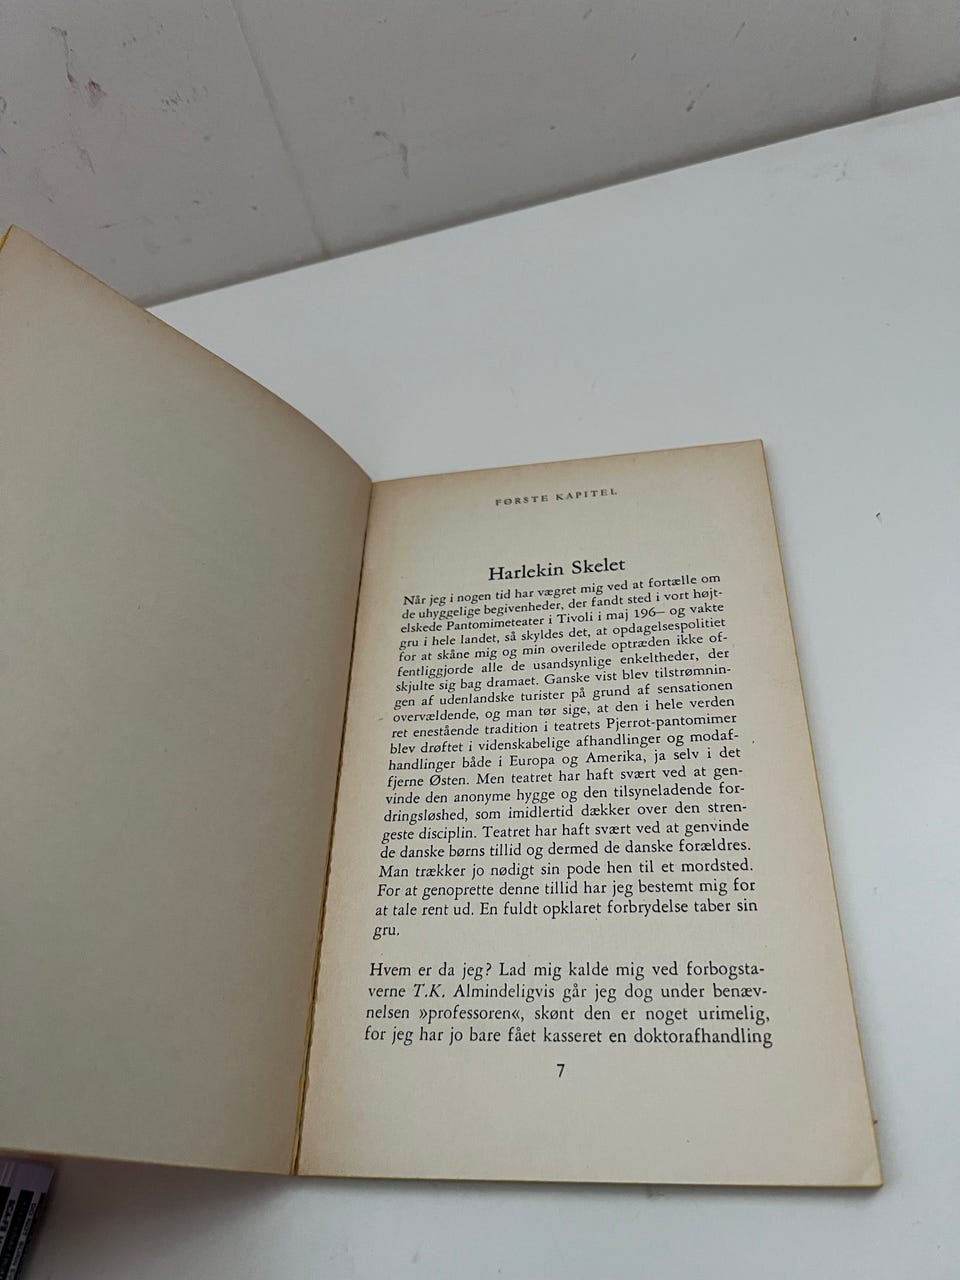 FØRSTE KAPITEL
Harlekin Skelet
Når jeg i nogen tid har vægret mig ved at fortælle om
de uhyggelige begivenheder, der fandt sted i vort højt-
elskede Pantomimeteater i Tivoli i maj 196– og vakte
gru i hele landet, så skyldes det, at opdagelsespolitiet
for at skåne mig og min overilede optræden ikke of-
fentliggjorde alle de usandsynlige enkeltheder, der
skjulte sig bag dramaet. Ganske vist blev tilstrømnin-
gen af udenlandske turister på grund af sensationen
overvældende, og man tør sige, at den i hele verden
ret enestående tradition i teatrets Pjerrot-pantomimer
blev drøftet i videnskabelige afhandlinger og modaf-
handlinger både i Europa og Amerika, ja selv i det
fjerne Østen. Men teatret har haft svært ved at gen-
vinde den anonyme hygge og den tilsyneladende for-
dringsløshed, som imidlertid dækker over den stren-
geste disciplin. Teatret har haft svært ved at genvinde
de danske børns tillid og dermed de danske forældres.
Man trækker jo nødigt sin pode hen til et mordsted.
For at genoprette denne tillid har jeg bestemt mig for
at tale rent ud. En fuldt opklaret forbrydelse taber sin
gru.
Hvem er da jeg? Lad mig kalde mig ved forbogsta-
verne T.K. Almindeligvis går jeg dog under benæv-
nelsen »professoren«, skønt den er noget urimelig,
for jeg har jo bare fået kasseret en doktorafhandling
7